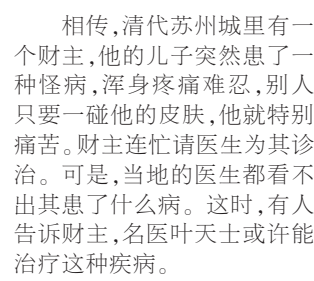 相传,清代苏州城里有一
个财主,他的儿子突然患了一
种怪病,浑身疼痛难忍,别人
只要一碰他的皮肤,他就特别
痛苦。财主连忙请医生为其诊
治。可是,当地的医生都看不
出其患了什么病。这时,有人
告诉财主,名医叶天士或许能
治疗这种疾病。